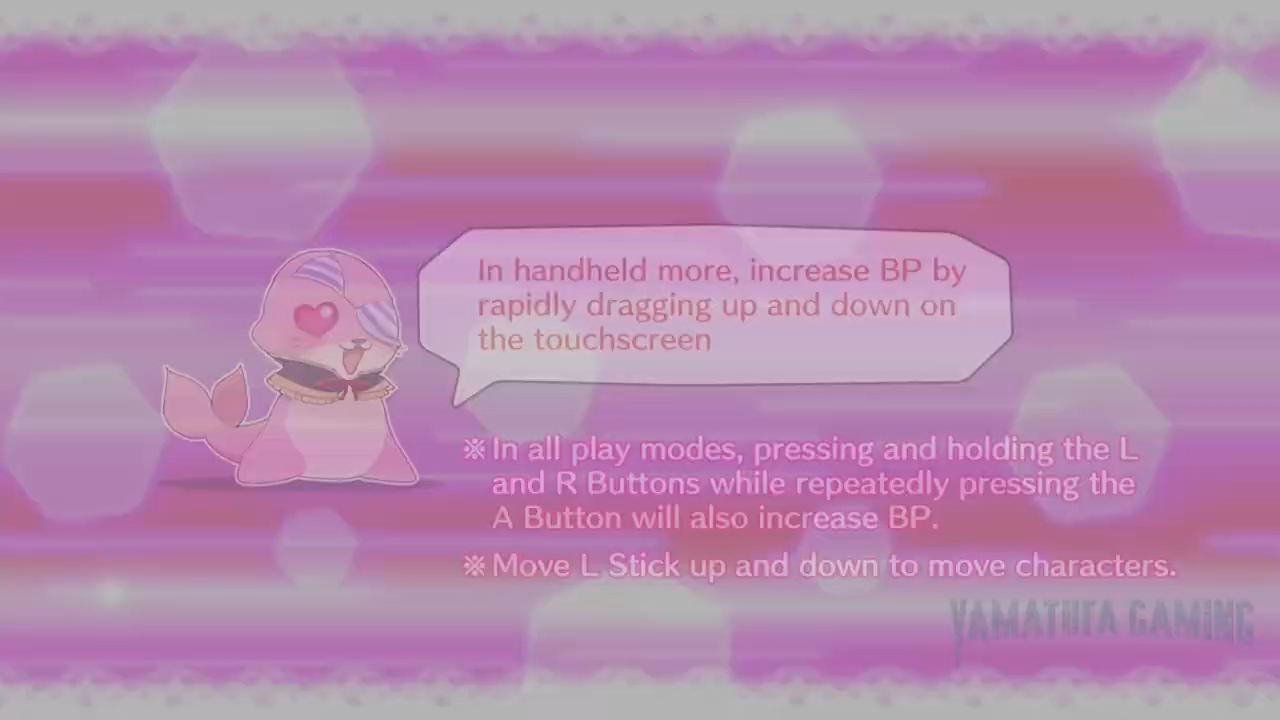 In handheld more, increase BP by
rapidly dragging up and down on
the touchscreen
※In all play modes, pressing and holding the L
and R Buttons while repeatedly pressing the
A Button will also increase BP.
※Move L Stick up and down to move characters.
YAMATUFA GAMING